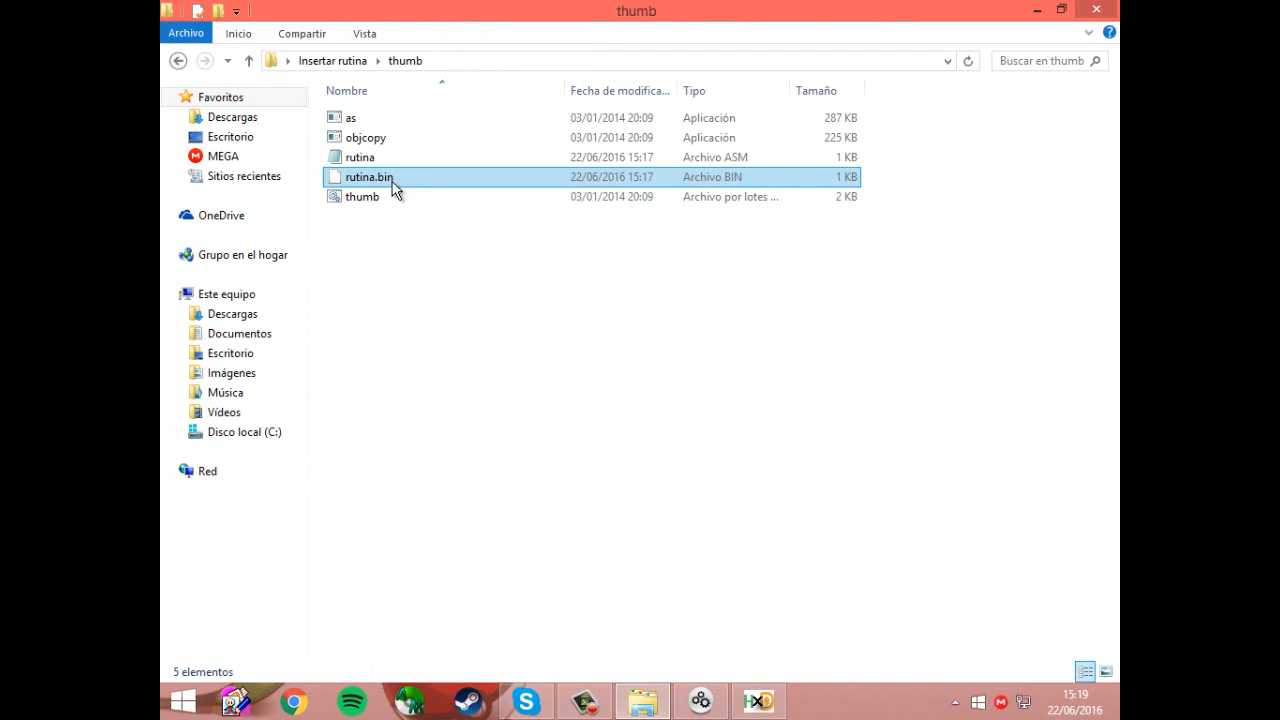 thumb
Archivo Inicio Compartir Vista
Insertar rutina thumb Buscar en thumb
Nombre Fecha de modifica... Tipo Tamaño
as 03/01/2014 20:09 Aplicación 287 KB
objcopy 03/01/2014 20:09 Aplicación 225 KB
rutina 22/06/2016 15:17 Archivo ASM 1 KB
rutina.bin 22/06/2016 15:17 Archivo BIN 1 KB
thumb 03/01/2014 20:09 Archivo por lotes ... 2 KB
Favoritos
Descargas
Escritorio
MEGA
Sitios recientes
OneDrive
Grupo en el hogar
Este equipo
Descargas
Documentos
Escritorio
Imágenes
Música
Vídeos
Disco local (C:)
Red
5 elementos
15:19
22/06/2016